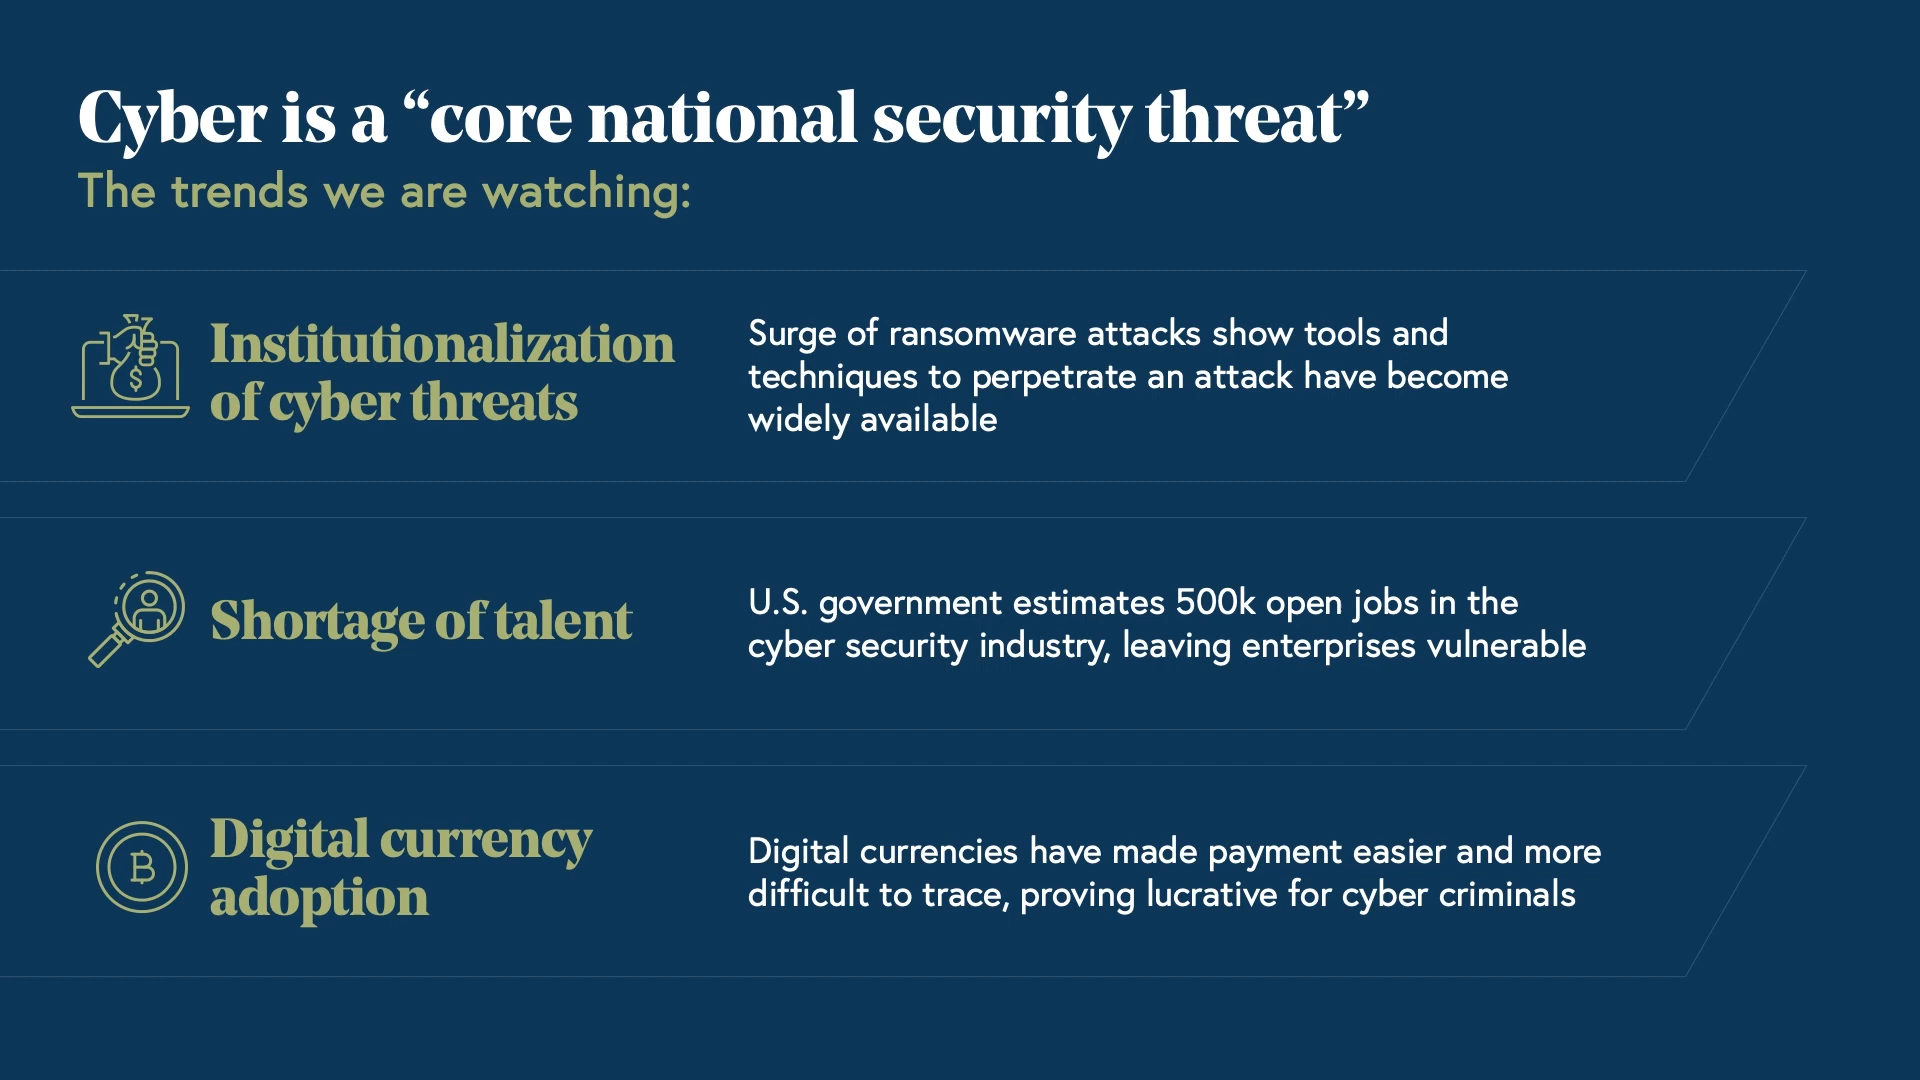 Cyber is a “core national security threat”
The trends we are watching:
Institutionalization
of cyber threats
Surge of ransomware attacks show tools and
techniques to perpetrate an attack have become
widely available
Shortage of talent
U.S. government estimates 500k open jobs in the
cyber security industry, leaving enterprises vulnerable
Digital currency
adoption
Digital currencies have made payment easier and more
difficult to trace, proving lucrative for cyber criminals